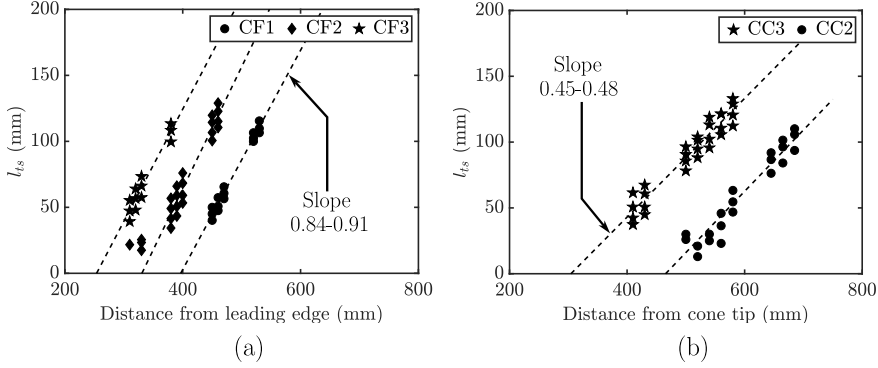 200
150
100
50
0
l_ts (mm)
CF1 CF2 CF3
Slope
0.84-0.91
200 400 600 800
Distance from leading edge (mm)
(a)
200
150
100
50
0
l_ts (mm)
CC3 CC2
Slope
0.45-0.48
400 600 800
Distance from cone tip (mm)
(b)